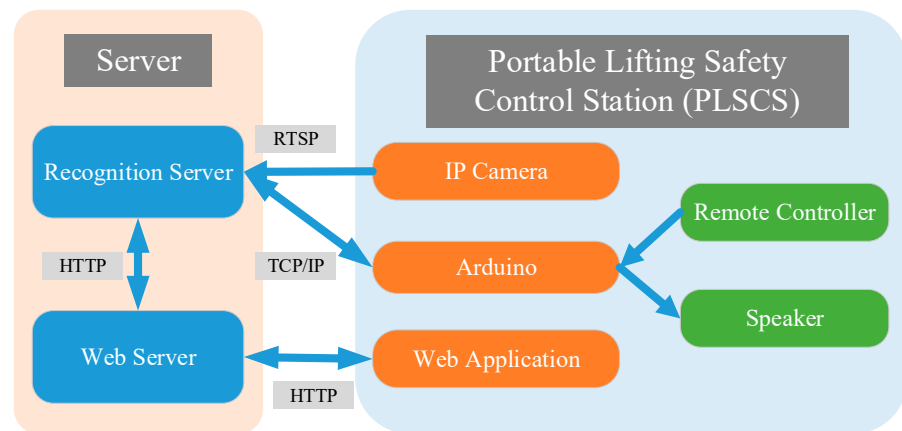 Server
Portable Lifting Safety
Control Station (PLSCS)
RTSP
Recognition Server
IP Camera
Remote Controller
HTTP
TCP/IP
Arduino
Speaker
Web Server
Web Application
HTTP